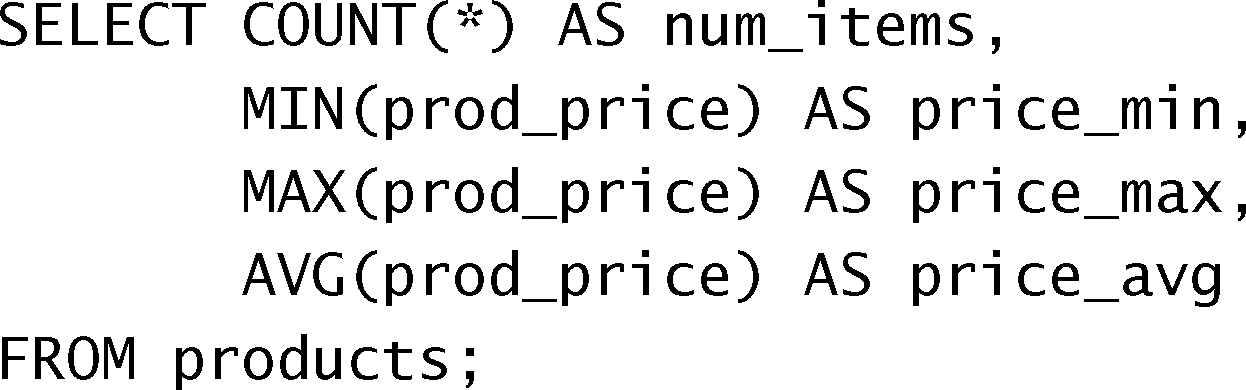 SELECT COUNT(*) AS num_items,
       MIN(prod_price) AS price_min,
       MAX(prod_price) AS price_max,
       AVG(prod_price) AS price_avg
FROM products;